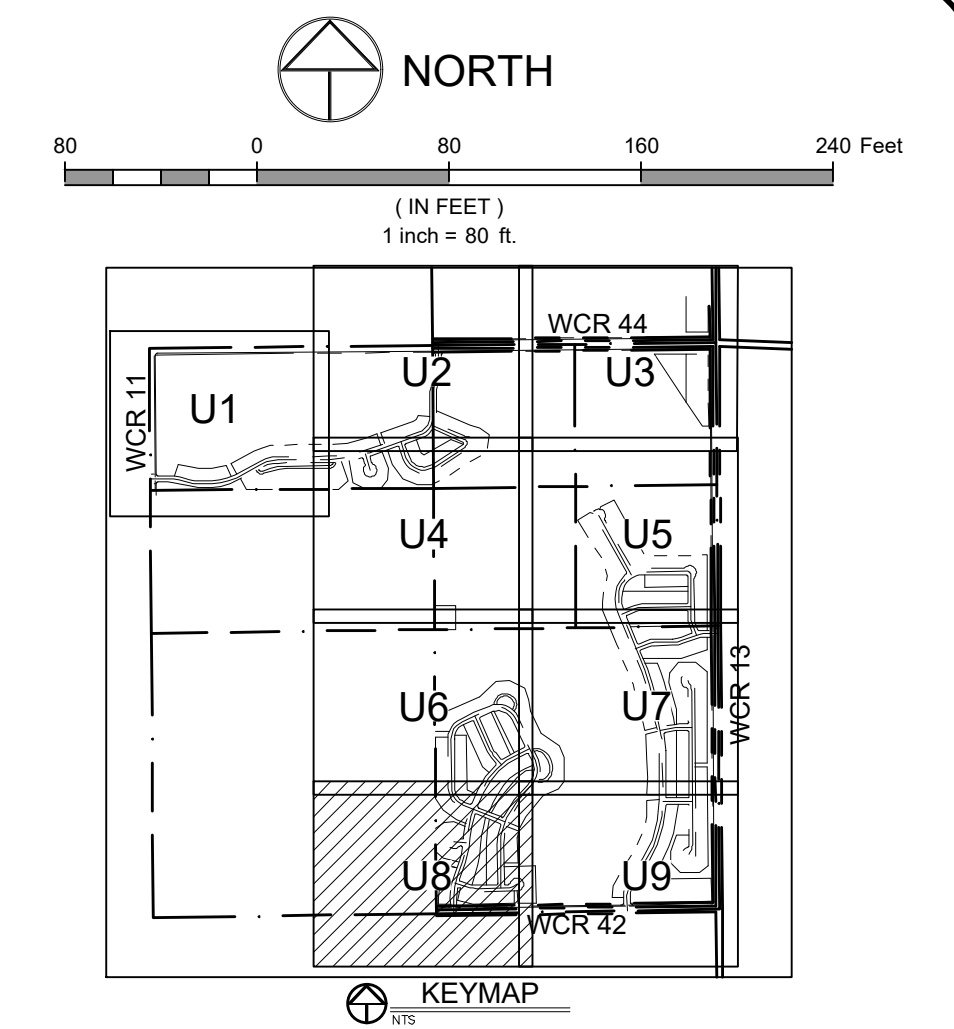 NORTH
80 0 80 160 240 Feet
( IN FEET )
1 inch = 80 ft.
WCR 44
U2 U3
WCR 11
U1
U4 U5
WCR 13
U6 U7
U8 U9
WCR 42
KEYMAP
NTS